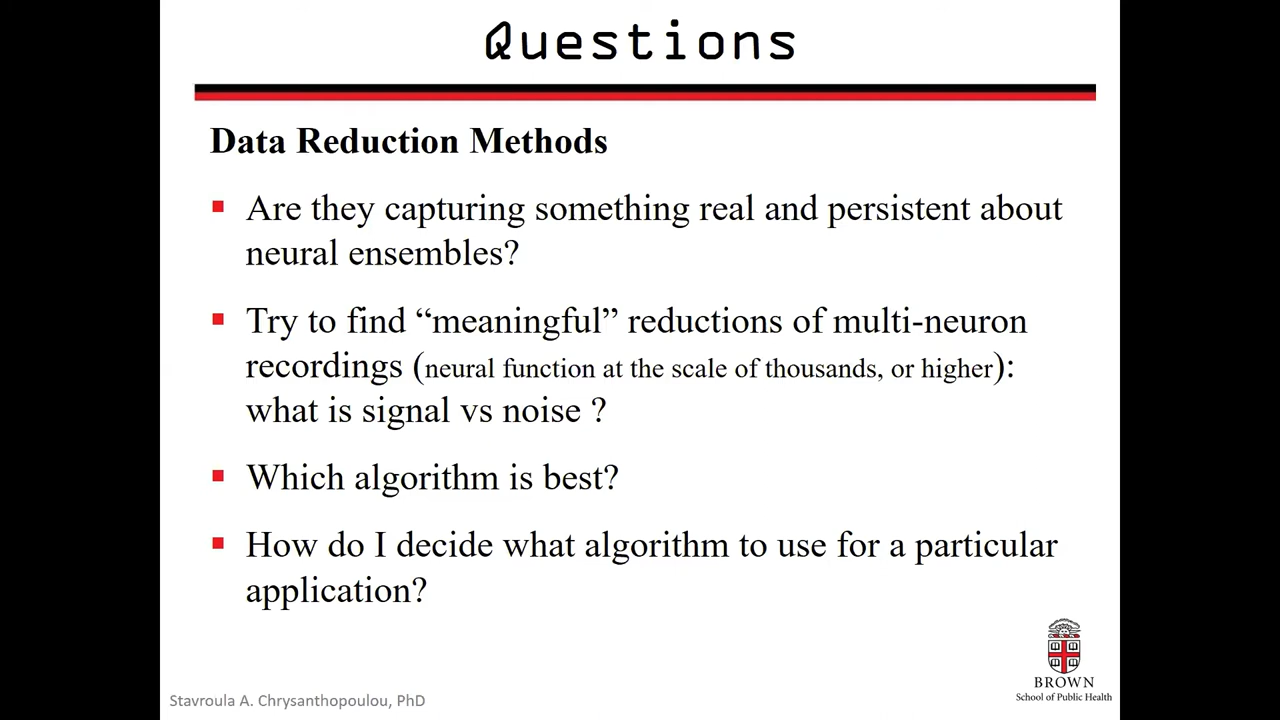 Questions
Data Reduction Methods
Are they capturing something real and persistent about
neural ensembles?
Try to find “meaningful” reductions of multi-neuron
recordings (neural function at the scale of thousands, or higher):
what is signal vs noise ?
Which algorithm is best?
How do I decide what algorithm to use for a particular
application?
BROWN
School of Public Health
Stavroula A. Chrysanthopoulou, PhD